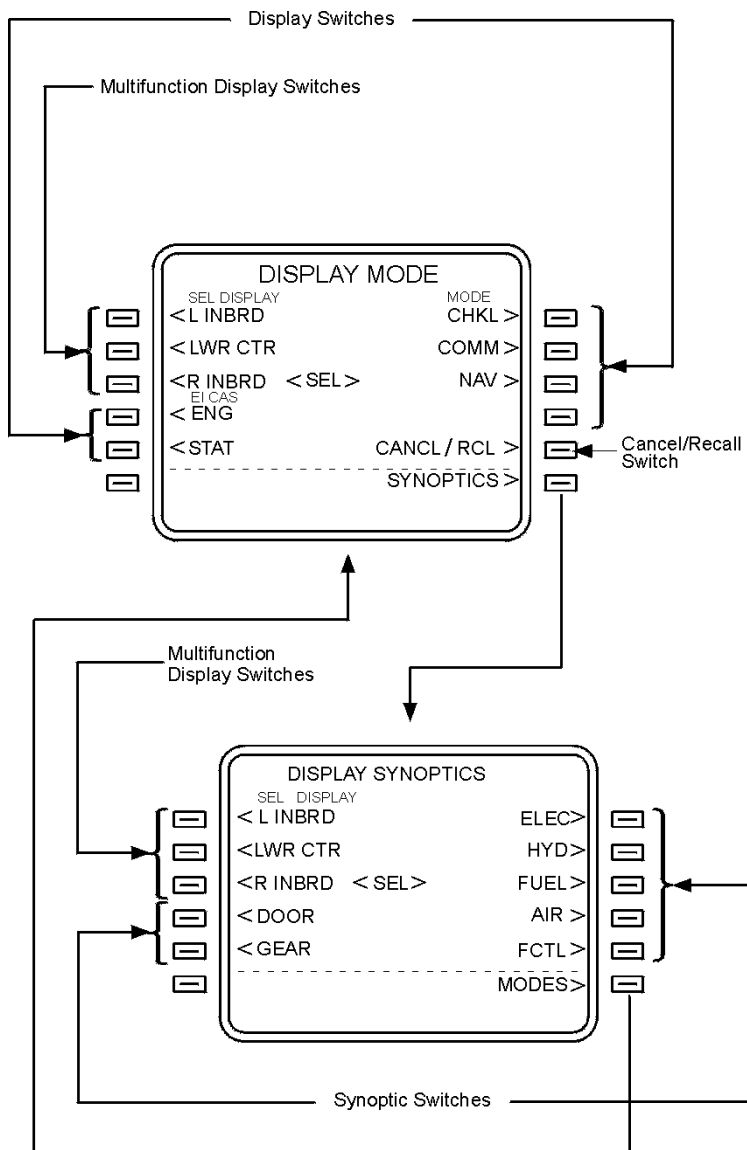 Display Switches
Multifunction Display Switches
DISPLAY MODE
SEL DISPLAY MODE
<L INBRD CHKL >
<LWR CTR COMM >
<R INBRD <SEL> NAV >
EI CAS
< ENG
<STAT CANCL / RCL >
Cancel/Recall
Switch
SYNOPTICS >
Multifunction
Display Switches
DISPLAY SYNOPTICS
SEL DISPLAY
< L INBRD ELEC>
<LWR CTR HYD>
<R INBRD < SEL> FUEL>
<DOOR AIR >
<GEAR FCTL >
MODES>
Synoptic Switches